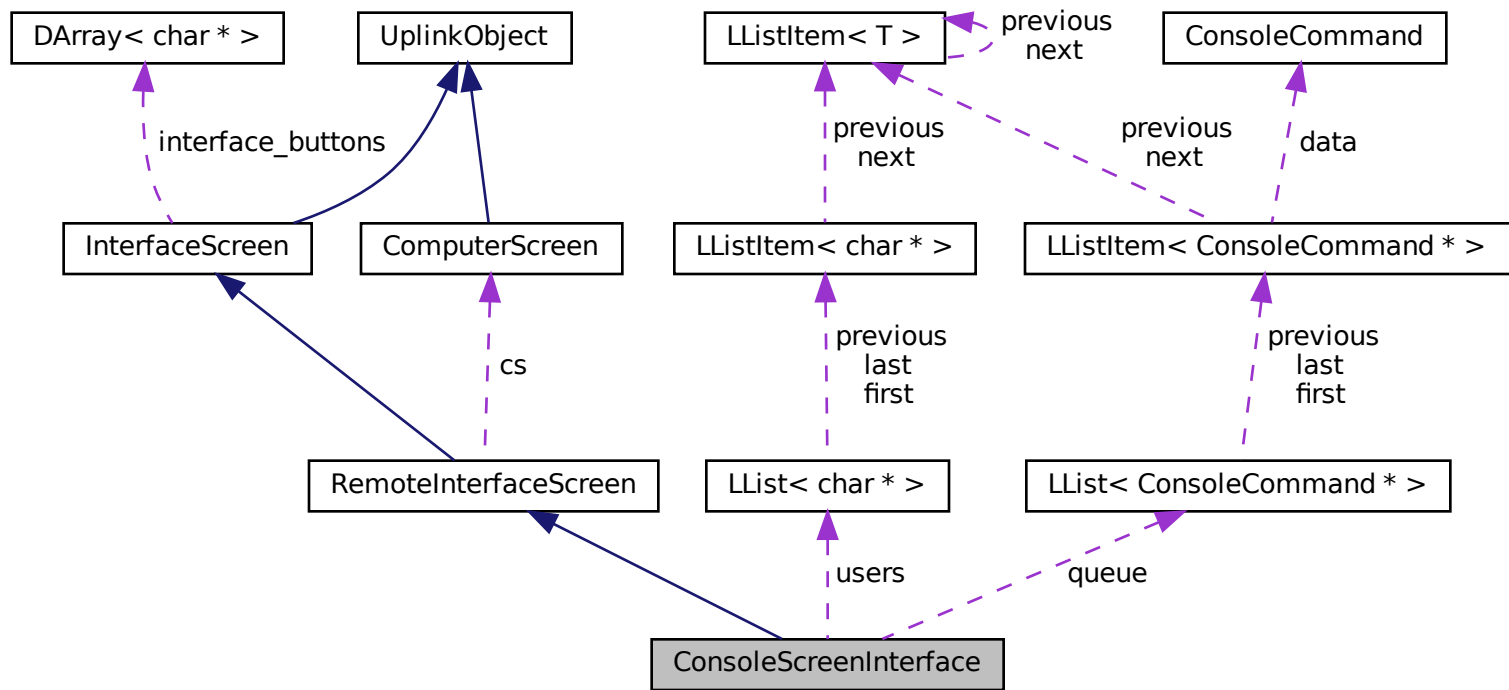 DArray< char * >
UplinkObject
LListItem< T >
previous
next
ConsoleCommand
interface_buttons
previous
next
previous
next
data
InterfaceScreen
ComputerScreen
LListItem< char * >
LListItem< ConsoleCommand * >
cs
previous
last
first
previous
last
first
RemoteInterfaceScreen
LList< char * >
LList< ConsoleCommand * >
users
queue
ConsoleScreenInterface